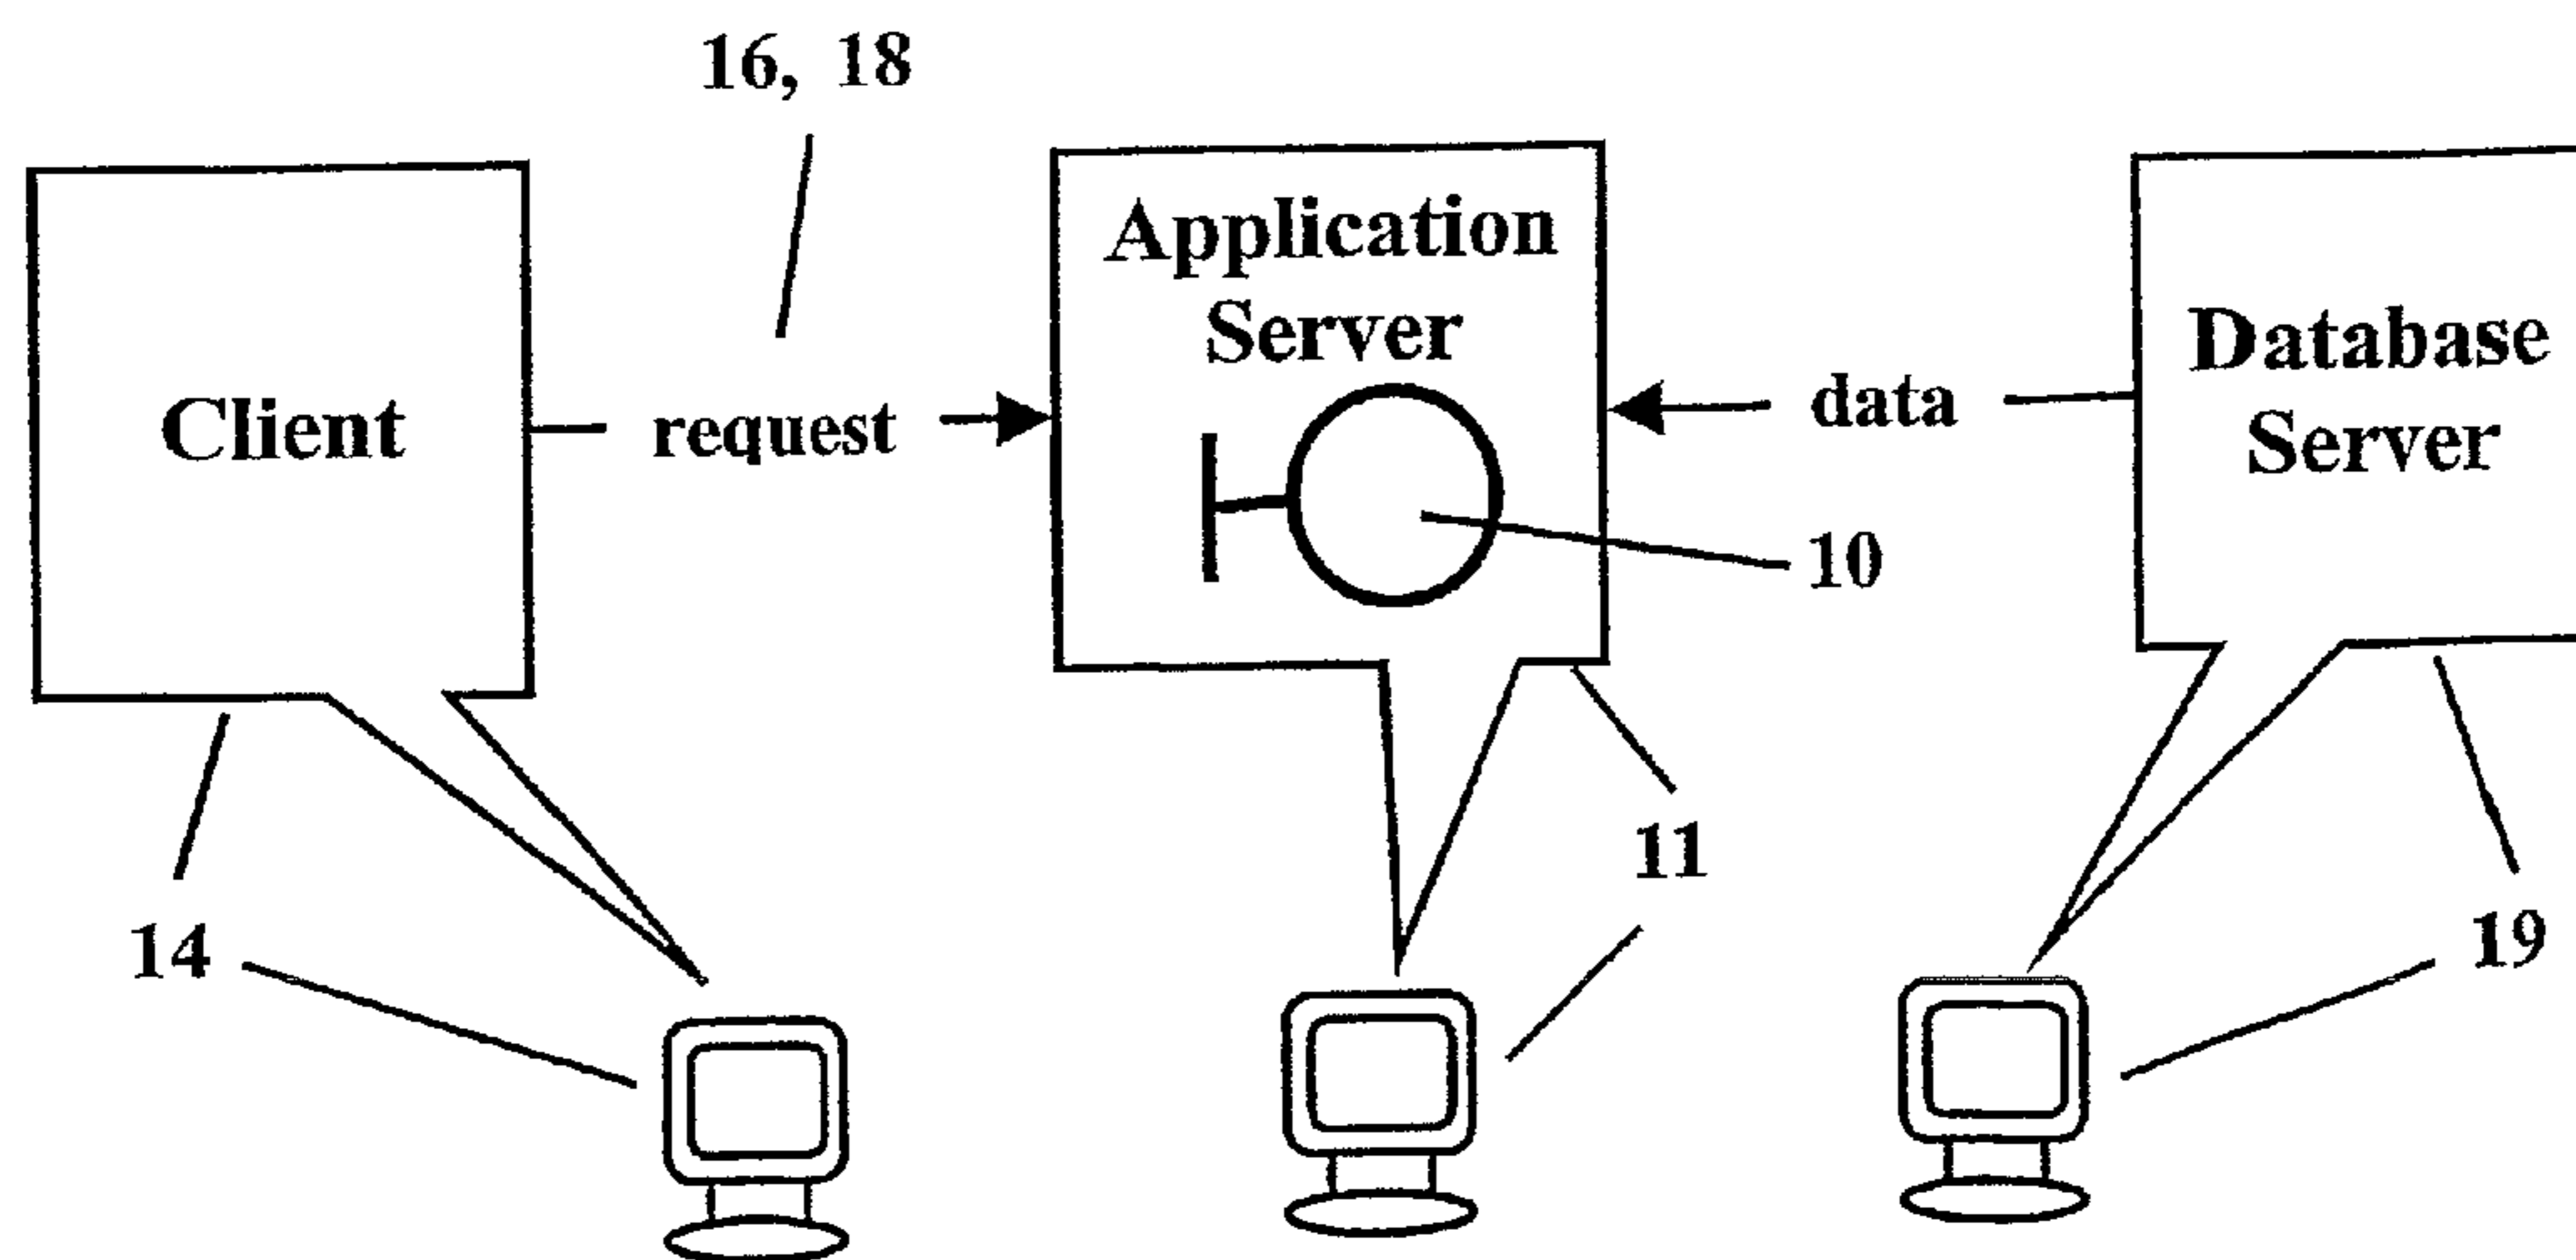 16, 18
Application
Server
Database
Server
Client
request
data
10
11
14
19